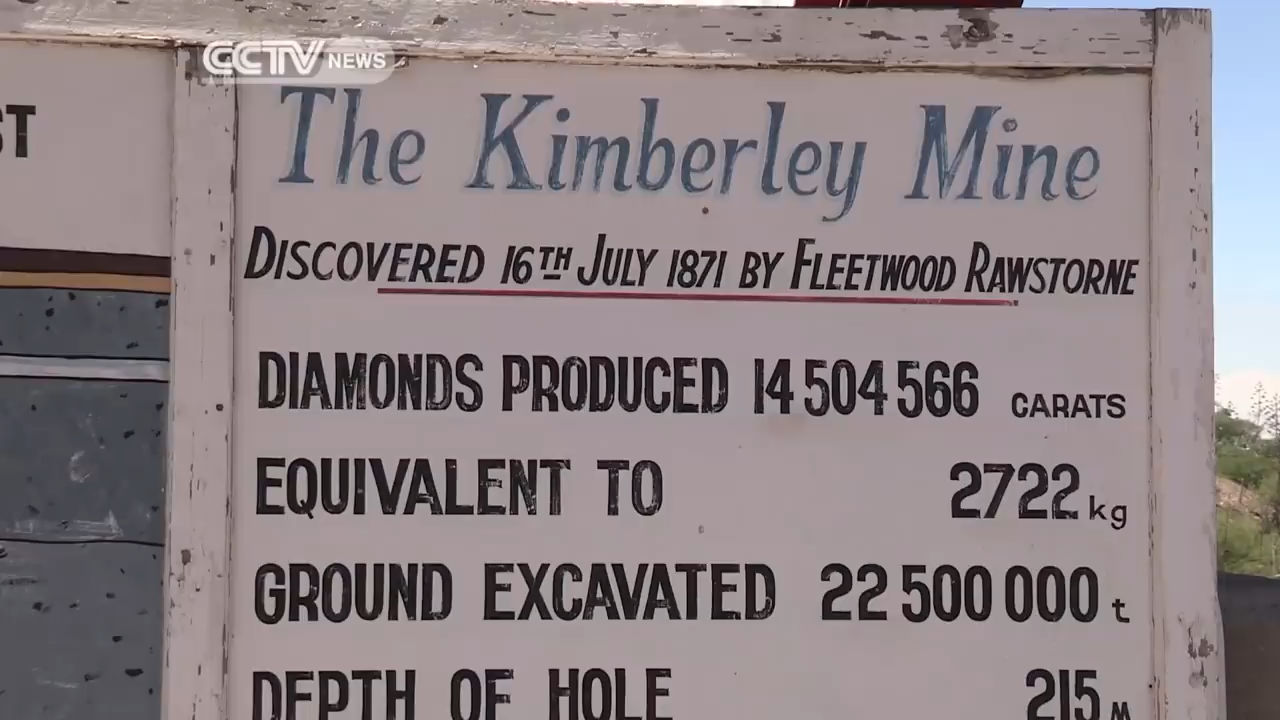 CCTV NEWS
The Kimberley Mine
DISCOVERED 16TH JULY 1871 BY FLEETWOOD RAWSTORNE
DIAMONDS PRODUCED 14 504 566 CARATS
EQUIVALENT TO 2722 kg
GROUND EXCAVATED 22 500 000 t
DEPTH OF HOLE 215 M